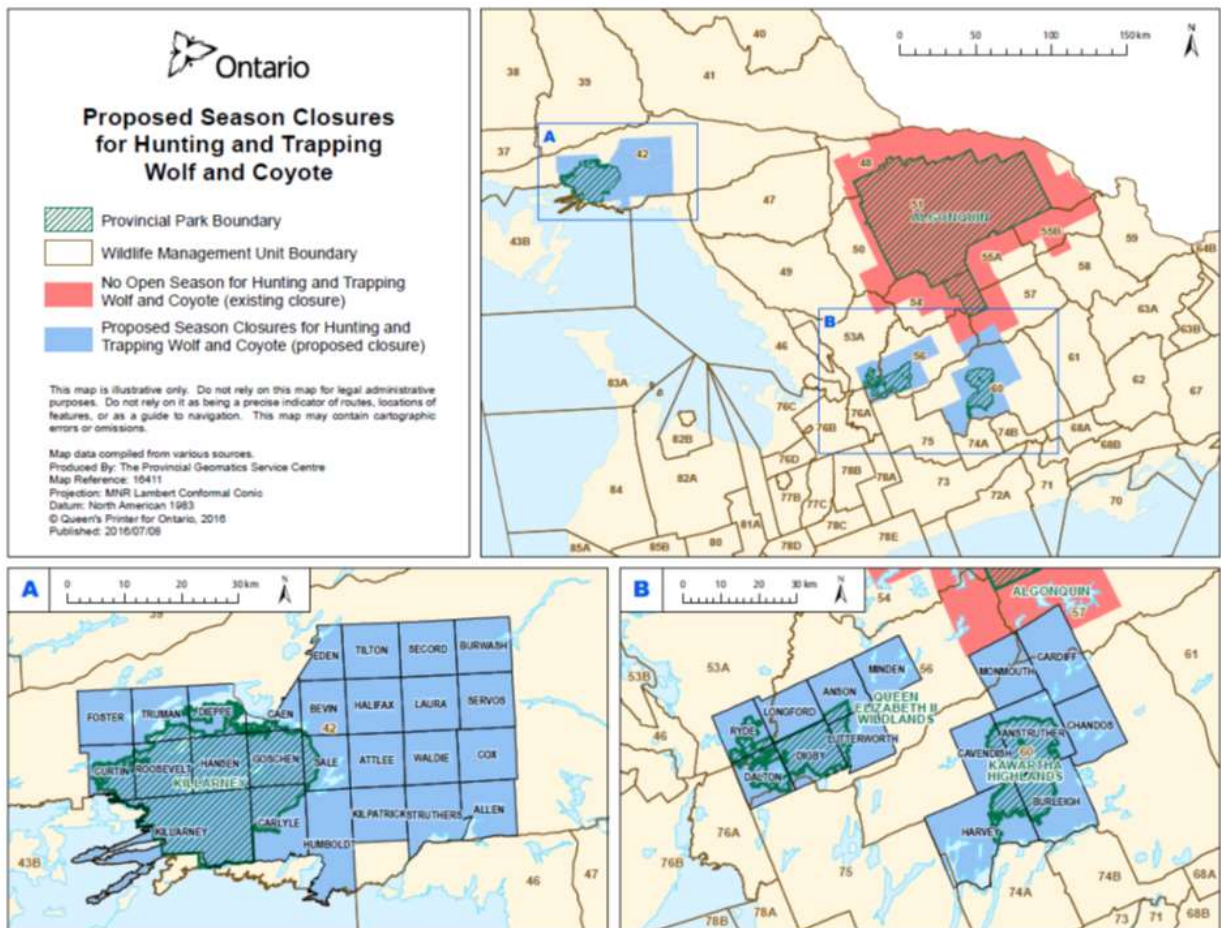 Ontario
Proposed Season Closures
for Hunting and Trapping
Wolf and Coyote
Provincial Park Boundary
Wildlife Management Unit Boundary
No Open Season for Hunting and Trapping
Wolf and Coyote (existing closure)
Proposed Season Closures for Hunting and
Trapping Wolf and Coyote (proposed closure)
This map is illustrative only. Do not rely on this map for legal administrative
purposes. Do not rely on it as being a precise indicator of routes, locations of
features, or as a guide to navigation. This map may contain cartographic
errors or omissions.
Map data compiled from various sources.
Produced By: The Provincial Geomatics Service Centre
Map Reference: 16411
Projection: MNR Lambert Conformal Conic
Datum: North American 1983
© Queen's Printer for Ontario, 2016
Published: 2016/07/08
0 50 100 150 km
N
40
38
39
41
A
42
37
43B
47
48
51
ALGONQUIN
50
55B
55A
59
64B
49
58
57
54
63A
B
53A
46
56
63B
61
60
62
67
83A
76C
76A
76B
82B
75
74A
74B
68A
68B
76D
84
82A
78B
78A
73
71
77B
77C
72A
70
81A
78C
80
78D
78E
85A
85B
A
0 10 20 30 km
N
39
EDEN
TILTON
SECORD
BURWASH
FOSTER
TRUMAN
DIEPPE
CAEN
BEVIN
HALIFAX
LAURA
SERVOS
42
CURTIN
ROOSEVELT
HANSEN
GOSCHEN
SALE
ATTLEE
WALDIE
COX
KILLARNEY
KILLARNEY
CARLYLE
HUMBOLDT
KILPATRICK
STRUTHERS
ALLEN
43B
46
47
B
0 10 20 30 km
N
54
ALGONQUIN
57
53A
53B
MINDEN
56
MONMOUTH
CARDIFF
61
ANSON
QUEEN
ELIZABETH II
WILDLANDS
LONGFORD
RYDE
46
DIGBY
LUTTERWORTH
DALTON
ANSTRUTHER
CHANDOS
CAVENDISH
60
KAWARTHA
HIGHLANDS
BURLEIGH
HARVEY
76A
76B
75
74A
74B
68A
78B
78A
73
71
68B